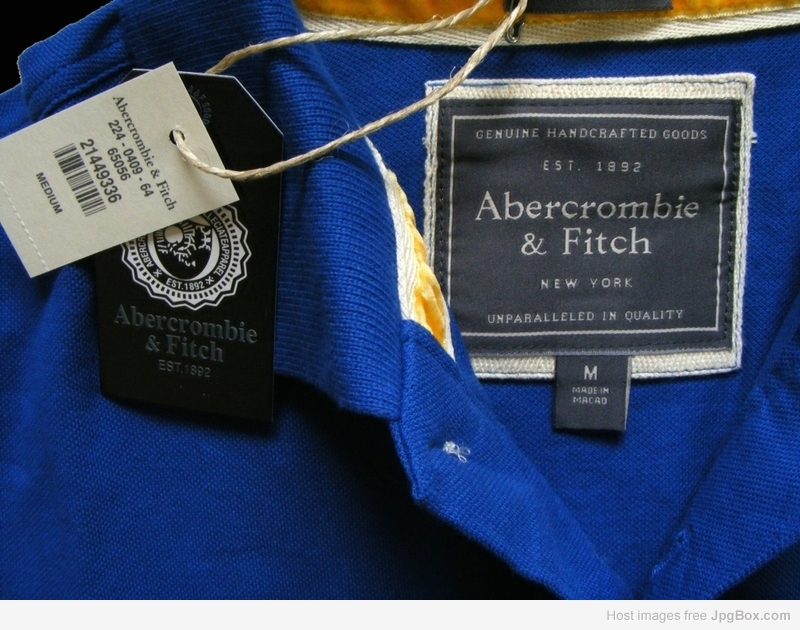 Abercrombie & Fitch
224 - 0409 - 64
65056
21449336
MEDIUM
EST.1892
Abercrombie
& Fitch
EST.1892
GENUINE HANDCRAFTED GOODS
EST. 1892
Abercrombie
& Fitch
NEW YORK
UNPARALLELED IN QUALITY
M
MADE IN
MACAO
Host images free JpgBox.com